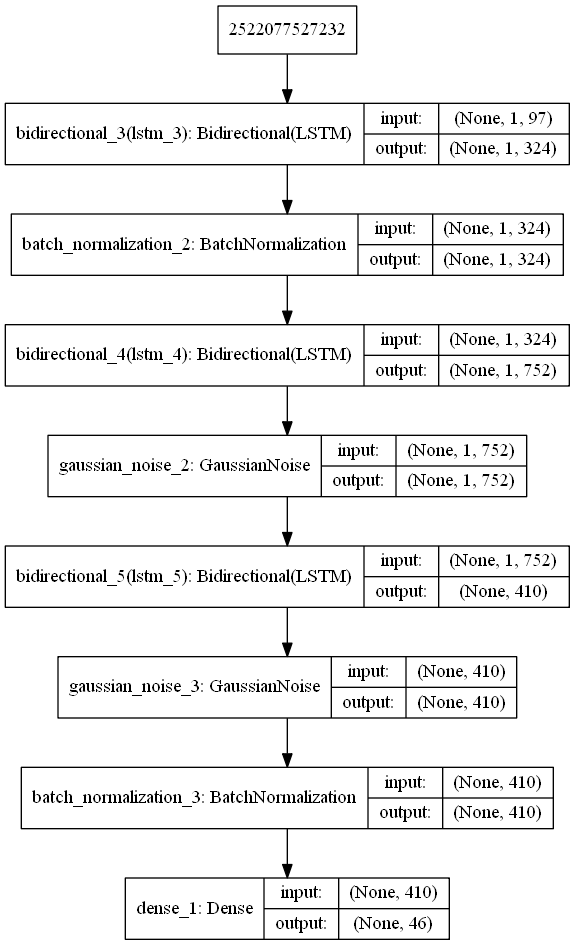 2522077527232
bidirectional_3(lstm_3): Bidirectional(LSTM)
input: (None, 1, 97)
output: (None, 1, 324)
batch_normalization_2: BatchNormalization
input: (None, 1, 324)
output: (None, 1, 324)
bidirectional_4(lstm_4): Bidirectional(LSTM)
input: (None, 1, 324)
output: (None, 1, 752)
gaussian_noise_2: GaussianNoise
input: (None, 1, 752)
output: (None, 1, 752)
bidirectional_5(lstm_5): Bidirectional(LSTM)
input: (None, 1, 752)
output: (None, 410)
gaussian_noise_3: GaussianNoise
input: (None, 410)
output: (None, 410)
batch_normalization_3: BatchNormalization
input: (None, 410)
output: (None, 410)
dense_1: Dense
input: (None, 410)
output: (None, 46)